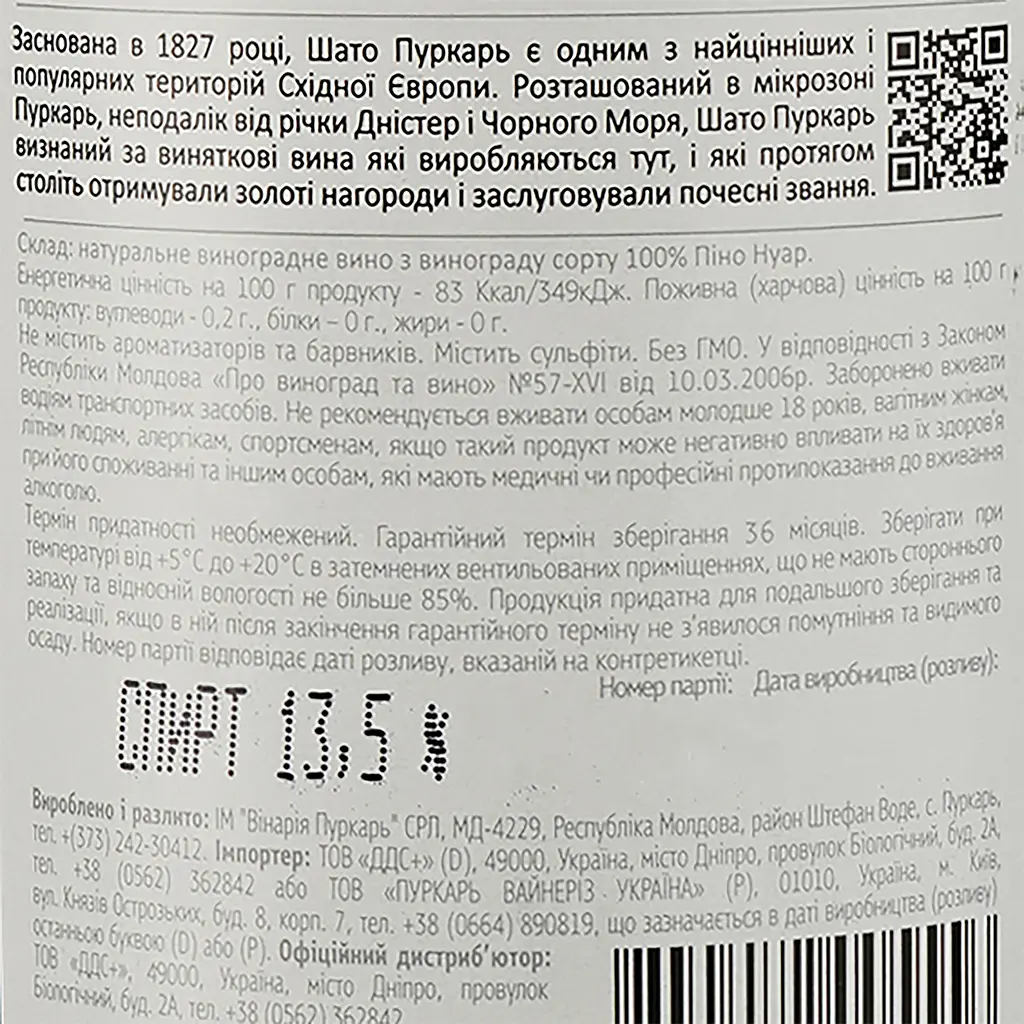 Заснована в 1827 році, Шато Пуркарь є одним з найцінніших і
популярних територій Східної Європи. Розташований в мікрозоні
Пуркарь, неподалік від річки Дністер і Чорного Моря, Шато Пуркарь
визнаний за виняткові вина які виробляються тут, і які протягом
століть отримували золоті нагороди і заслуговували почесні звання.
Склад: натуральне виноградне вино з винограду сорту 100% Піно Нуар.
Енергетична цінність на 100 г продукту - 83 Ккал/349кДж. Поживна (харчова) цінність на 100 г
продукту: вуглеводи - 0,2 г., білки – 0 г., жири - 0 г.
Не містить ароматизаторів та барвників. Містить сульфіти. Без ГМО. У відповідності з Законом
Республіки Молдова «Про виноград та вино» №57-XVI від 10.03.2006р. Заборонено вживати
водіям транспортних засобів. Не рекомендується вживати особам молодше 18 років, вагітним жінкам,
літнім людям, алергікам, спортсменам, якщо такий продукт може негативно впливати на їх здоров'я
при його споживанні та іншим особам, які мають медичні чи професійні протипоказання до вживання
алкоголю.
Термін придатності необмежений. Гарантійний термін зберігання 36 місяців. Зберігати при
температурі від +5°С до +20°С в затемнених вентильованих приміщеннях, що не мають стороннього
запаху та відносній вологості не більше 85%. Продукція придатна для подальшого зберігання та
реалізації, якщо в ній після закінчення гарантійного терміну не з'явилося помутніння та видимого
осаду. Номер партії відповідає даті розливу, вказаній на контретикетці.
Номер партії: Дата виробництва (розливу):
СПИРТ 13,5 %
Вироблено і разлито: ІМ "Вінарія Пуркарь" СРЛ, МД-4229, Республіка Молдова, район Штефан Воде, с. Пуркарь,
тел. +(373) 242-30412. Імпортер: ТОВ «ДДС+» (D), 49000, Україна, місто Дніпро, провулок Біологічний, буд. 2А,
тел. +38 (0562) 362842 або ТОВ «ПУРКАРЬ ВАЙНЕРІЗ УКРАЇНА» (Р), 01010, Україна, м. Київ,
вул. Князів Острозьких, буд. 8, корп. 7, тел. +38 (0664) 890819, що зазначається в даті виробництва (розливу)
останньою буквою (D) або (Р). Офіційний дистриб'ютор:
ТОВ «ДДС+», 49000, Україна, місто Дніпро, провулок
Біологічний, буд. 2А, тел. +38 (0562) 362842